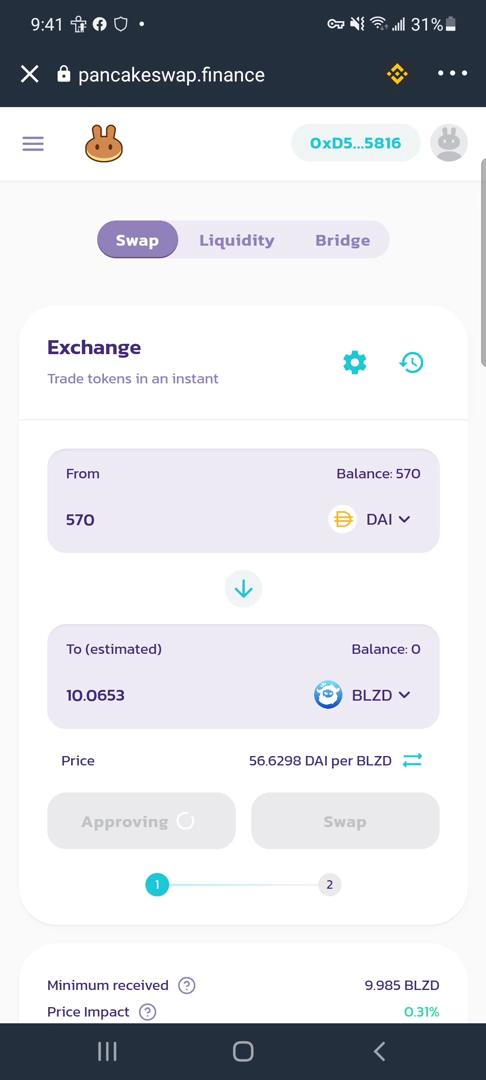 9:41 31%
pancakeswap.finance
0xD5...5816
Swap Liquidity Bridge
Exchange
Trade tokens in an instant
From Balance: 570
570 DAI
To (estimated) Balance: 0
10.0653 BLZD
Price 56.6298 DAI per BLZD
Approving Swap
1 2
Minimum received ? 9.985 BLZD
Price Impact ? 0.31%